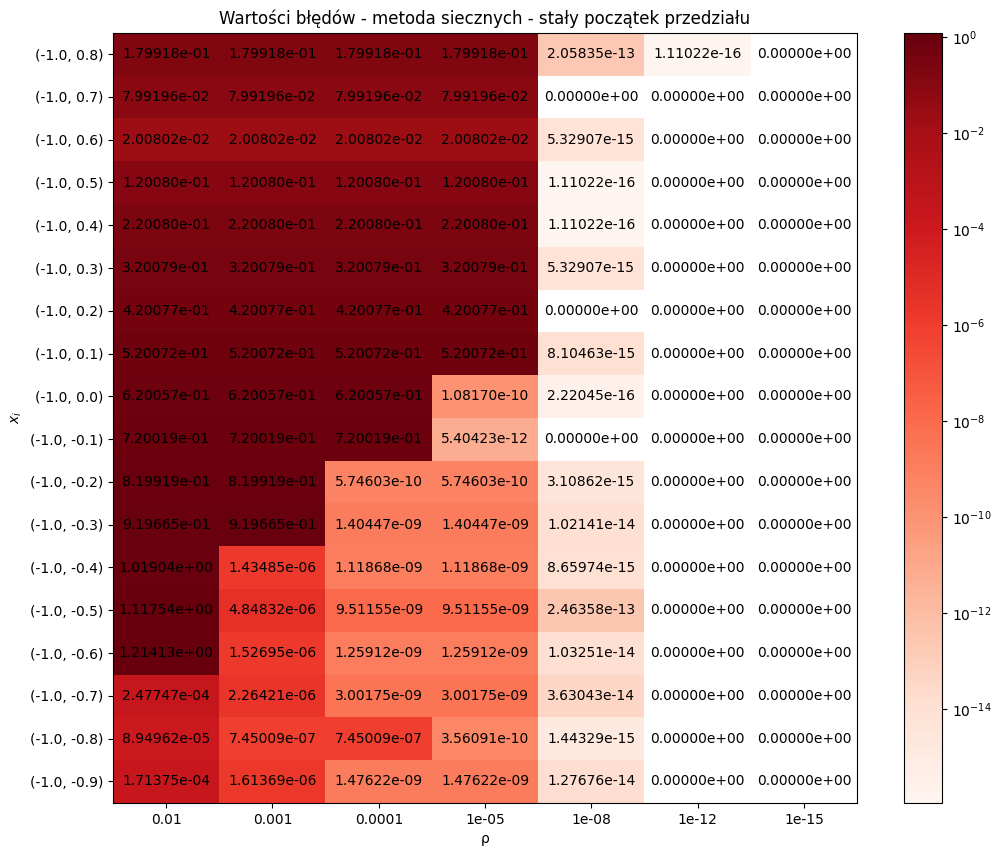 Wartości błędów - metoda siecznych - stały początek przedziału
(-1.0, 0.8) 1.79918e-01 1.79918e-01 1.79918e-01 1.79918e-01 2.05835e-13 1.11022e-16 0.00000e+00
(-1.0, 0.7) 7.99196e-02 7.99196e-02 7.99196e-02 7.99196e-02 0.00000e+00 0.00000e+00 0.00000e+00
(-1.0, 0.6) 2.00802e-02 2.00802e-02 2.00802e-02 2.00802e-02 5.32907e-15 0.00000e+00 0.00000e+00
(-1.0, 0.5) 1.20080e-01 1.20080e-01 1.20080e-01 1.20080e-01 1.11022e-16 0.00000e+00 0.00000e+00
(-1.0, 0.4) 2.20080e-01 2.20080e-01 2.20080e-01 2.20080e-01 1.11022e-16 0.00000e+00 0.00000e+00
(-1.0, 0.3) 3.20079e-01 3.20079e-01 3.20079e-01 3.20079e-01 5.32907e-15 0.00000e+00 0.00000e+00
(-1.0, 0.2) 4.20077e-01 4.20077e-01 4.20077e-01 4.20077e-01 0.00000e+00 0.00000e+00 0.00000e+00
(-1.0, 0.1) 5.20072e-01 5.20072e-01 5.20072e-01 5.20072e-01 8.10463e-15 0.00000e+00 0.00000e+00
(-1.0, 0.0) 6.20057e-01 6.20057e-01 6.20057e-01 1.08170e-10 2.22045e-16 0.00000e+00 0.00000e+00
(-1.0, -0.1) 7.20019e-01 7.20019e-01 7.20019e-01 5.40423e-12 0.00000e+00 0.00000e+00 0.00000e+00
(-1.0, -0.2) 8.19919e-01 8.19919e-01 5.74603e-10 5.74603e-10 3.10862e-15 0.00000e+00 0.00000e+00
(-1.0, -0.3) 9.19665e-01 9.19665e-01 1.40447e-09 1.40447e-09 1.02141e-14 0.00000e+00 0.00000e+00
(-1.0, -0.4) 1.01904e+00 1.43485e-06 1.11868e-09 1.11868e-09 8.65974e-15 0.00000e+00 0.00000e+00
(-1.0, -0.5) 1.11754e+00 4.84832e-06 9.51155e-09 9.51155e-09 2.46358e-13 0.00000e+00 0.00000e+00
(-1.0, -0.6) 1.21413e+00 1.52695e-06 1.25912e-09 1.25912e-09 1.03251e-14 0.00000e+00 0.00000e+00
(-1.0, -0.7) 2.47747e-04 2.26421e-06 3.00175e-09 3.00175e-09 3.63043e-14 0.00000e+00 0.00000e+00
(-1.0, -0.8) 8.94962e-05 7.45009e-07 7.45009e-07 3.56091e-10 1.44329e-15 0.00000e+00 0.00000e+00
(-1.0, -0.9) 1.71375e-04 1.61369e-06 1.47622e-09 1.47622e-09 1.27676e-14 0.00000e+00 0.00000e+00
0.01 0.001 0.0001 1e-05 1e-08 1e-12 1e-15
ρ
xᵢ
10⁰
10⁻²
10⁻⁴
10⁻⁶
10⁻⁸
10⁻¹⁰
10⁻¹²
10⁻¹⁴